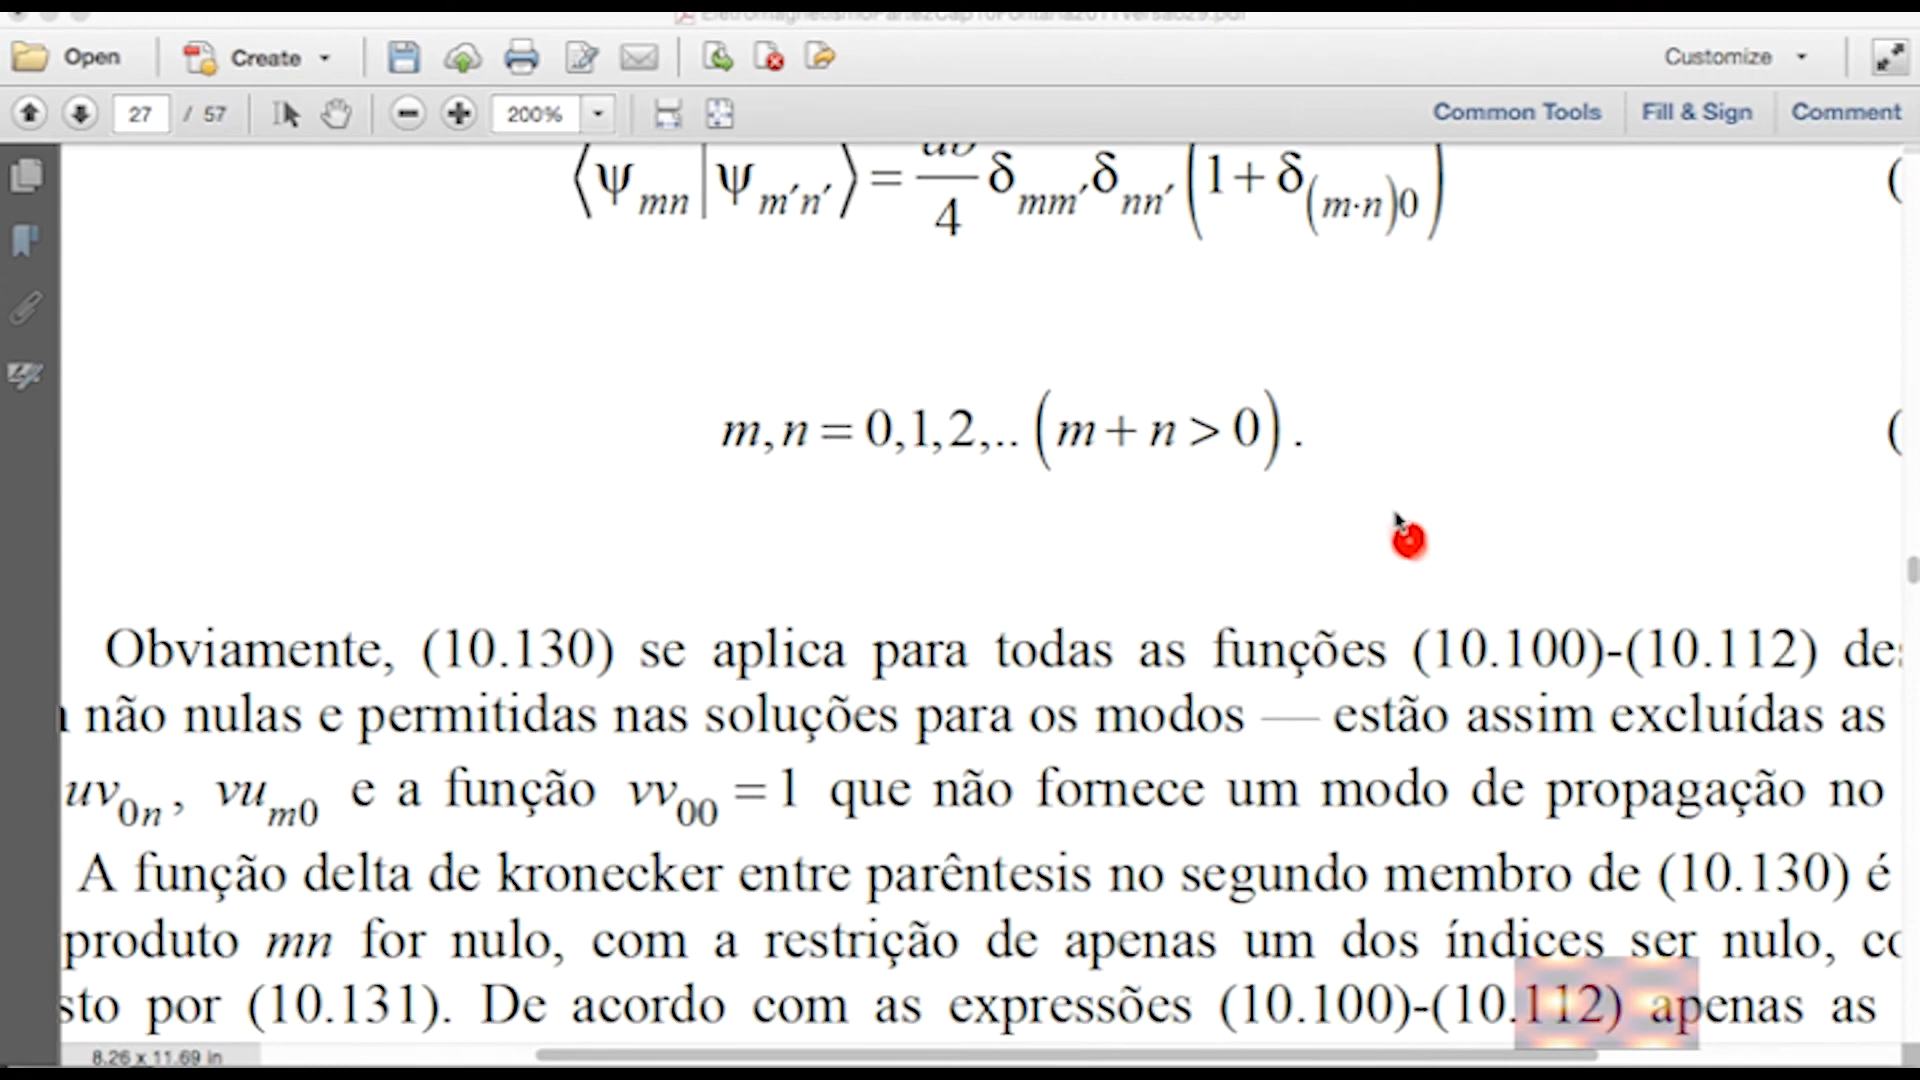 EletromagnetismoParte2Cap10Fontana2011Versao29.pdf
Open Create Customize
27 / 57 200% Common Tools Fill & Sign Comment
⟨ψmn|ψm′n′⟩ = ab/4 δmm′ δnn′ (1+δ(m·n)0) (
m,n = 0,1,2,.. (m+n > 0). (
Obviamente, (10.130) se aplica para todas as funções (10.100)-(10.112)
não nulas e permitidas nas soluções para os modos — estão assim excluídas as
uv0n, vum0 e a função vv00 = 1 que não fornece um modo de propagação no
A função delta de kronecker entre parêntesis no segundo membro de (10.130) é
produto mn for nulo, com a restrição de apenas um dos índices ser nulo,
sto por (10.131). De acordo com as expressões (10.100)-(10.112) apenas as
8.26 x 11.69 in